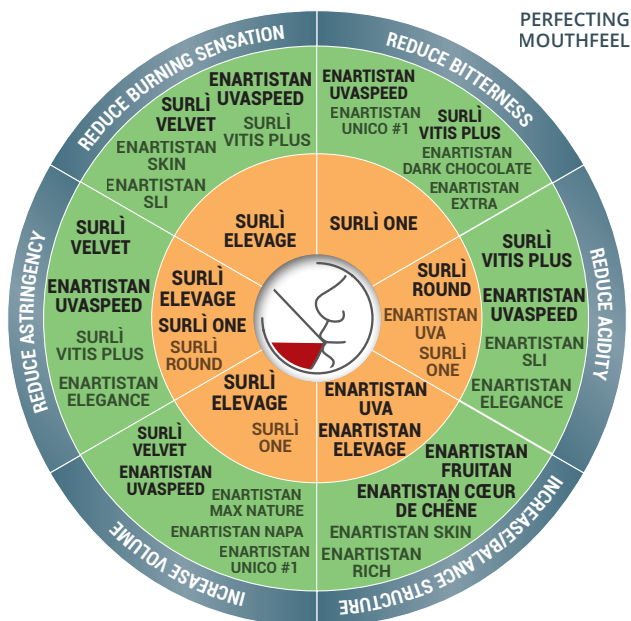 PERFECTING
MOUTHFEEL
REDUCE BURNING SENSATION
ENARTISTAN
UVASPEED
SURLÌ
VELVET
SURLÌ
VITIS PLUS
ENARTISTAN
SKIN
ENARTISTAN
SLI
SURLÌ
ELEVAGE
REDUCE BITTERNESS
ENARTISTAN
UVASPEED
ENARTISTAN
UNICO #1
SURLÌ
VITIS PLUS
ENARTISTAN
DARK CHOCOLATE
ENARTISTAN
EXTRA
SURLÌ ONE
REDUCE ACIDITY
SURLÌ
VITIS PLUS
ENARTISTAN
UVASPEED
ENARTISTAN
SLI
ENARTISTAN
ELEGANCE
SURLÌ
ROUND
ENARTISTAN
UVA
SURLÌ
ONE
INCREASE/BALANCE STRUCTURE
ENARTISTAN
FRUITAN
ENARTISTAN CŒUR
DE CHÊNE
ENARTISTAN SKIN
ENARTISTAN
RICH
ENARTISTAN
UVA
ENARTISTAN
ELEVAGE
INCREASE VOLUME
SURLÌ
VELVET
ENARTISTAN
UVASPEED
ENARTISTAN
MAX NATURE
ENARTISTAN NAPA
ENARTISTAN
UNICO #1
SURLÌ
ELEVAGE
SURLÌ
ONE
REDUCE ASTRINGENCY
SURLÌ
VELVET
ENARTISTAN
UVASPEED
SURLÌ
VITIS PLUS
ENARTISTAN
ELEGANCE
SURLÌ
ELEVAGE
SURLÌ ONE
SURLÌ
ROUND